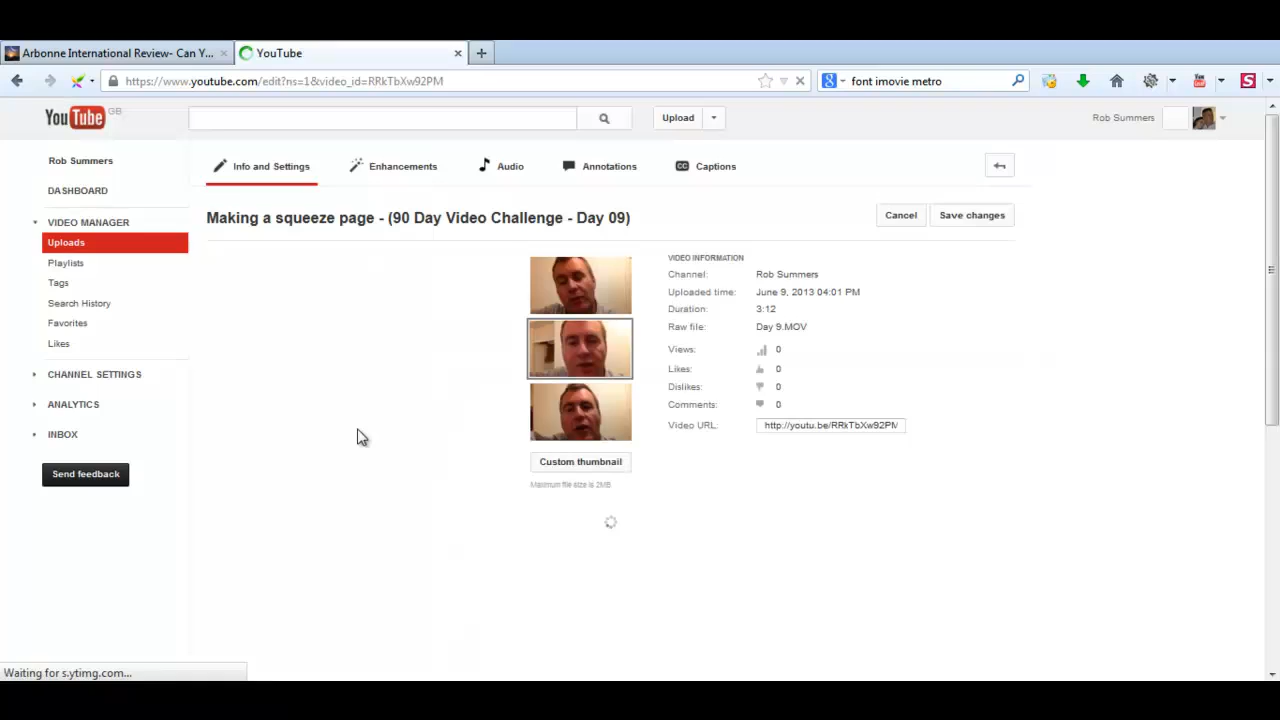 Arbonne International Review- Can Y...
YouTube
https://www.youtube.com/edit?ns=1&video_id=RRkTbXw92PM
font imovie metro
YouTube GB
Upload
Rob Summers
Rob Summers
DASHBOARD
VIDEO MANAGER
Uploads
Playlists
Tags
Search History
Favorites
Likes
CHANNEL SETTINGS
ANALYTICS
INBOX
Send feedback
Info and Settings
Enhancements
Audio
Annotations
CC Captions
Making a squeeze page - (90 Day Video Challenge - Day 09)
Cancel
Save changes
Custom thumbnail
Maximum file size is 2MB
VIDEO INFORMATION
Channel: Rob Summers
Uploaded time: June 9, 2013 04:01 PM
Duration: 3:12
Raw file: Day 9.MOV
Views: 0
Likes: 0
Dislikes: 0
Comments: 0
Video URL: http://youtu.be/RRkTbXw92PM
Waiting for s.ytimg.com...